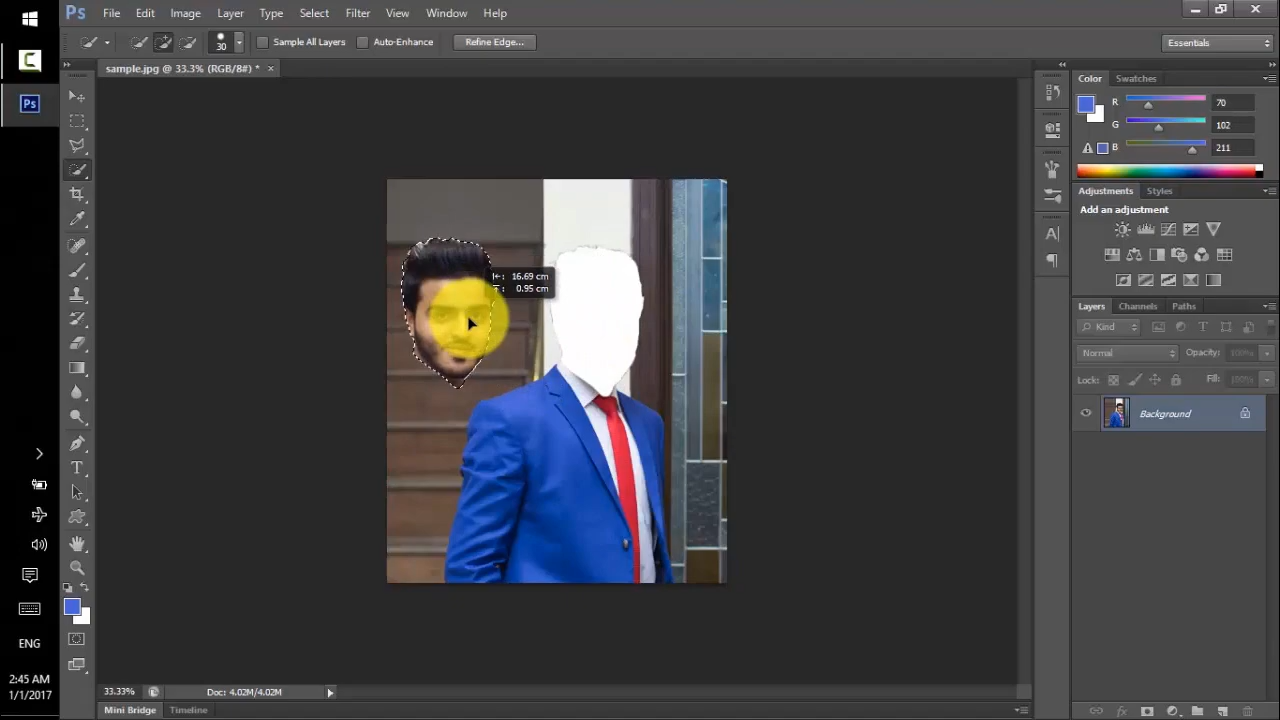 Ps File Edit Image Layer Type Select Filter View Window Help
30 Sample All Layers Auto-Enhance Refine Edge... Essentials
sample.jpg @ 33.3% (RGB/8#) * ×
Color Swatches
R 70
G 102
B 211
Adjustments Styles
Add an adjustment
Layers Channels Paths
Kind
Normal Opacity: 100%
Lock: Fill: 100%
Background
16.69 cm
0.95 cm
Ps
ENG
2:45 AM
1/1/2017
33.33% Doc: 4.02M/4.02M
Mini Bridge Timeline